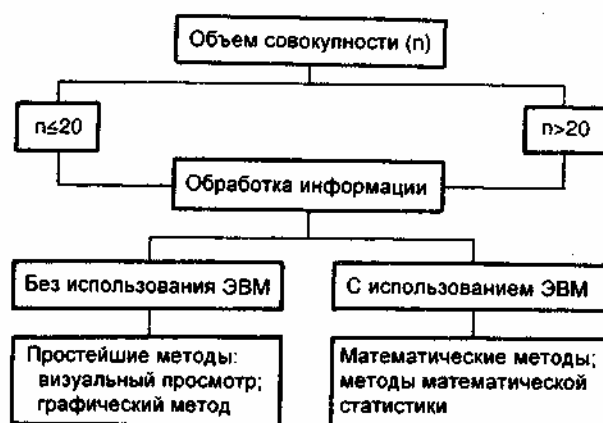 Объем совокупности (n)
n≤20
n>20
Обработка информации
Без использования ЭВМ
С использованием ЭВМ
Простейшие методы:
визуальный просмотр;
графический метод
Математические методы;
методы математической
статистики